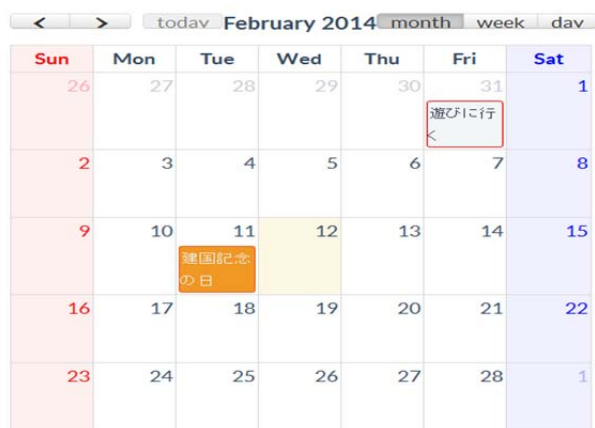 < > today February 2014 month week day
Sun Mon Tue Wed Thu Fri Sat
26 27 28 29 30 31 1
遊びに行
く
2 3 4 5 6 7 8
9 10 11 12 13 14 15
建国記念
の日
16 17 18 19 20 21 22
23 24 25 26 27 28 1